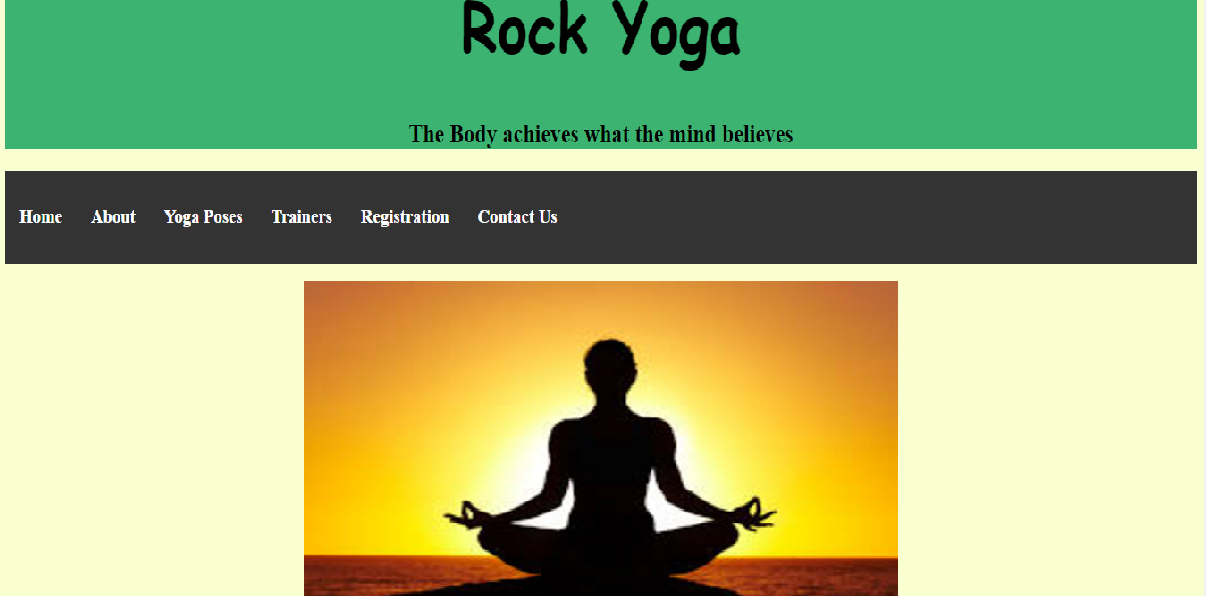 Rock Yoga
The Body achieves what the mind believes
Home About Yoga Poses Trainers Registration Contact Us